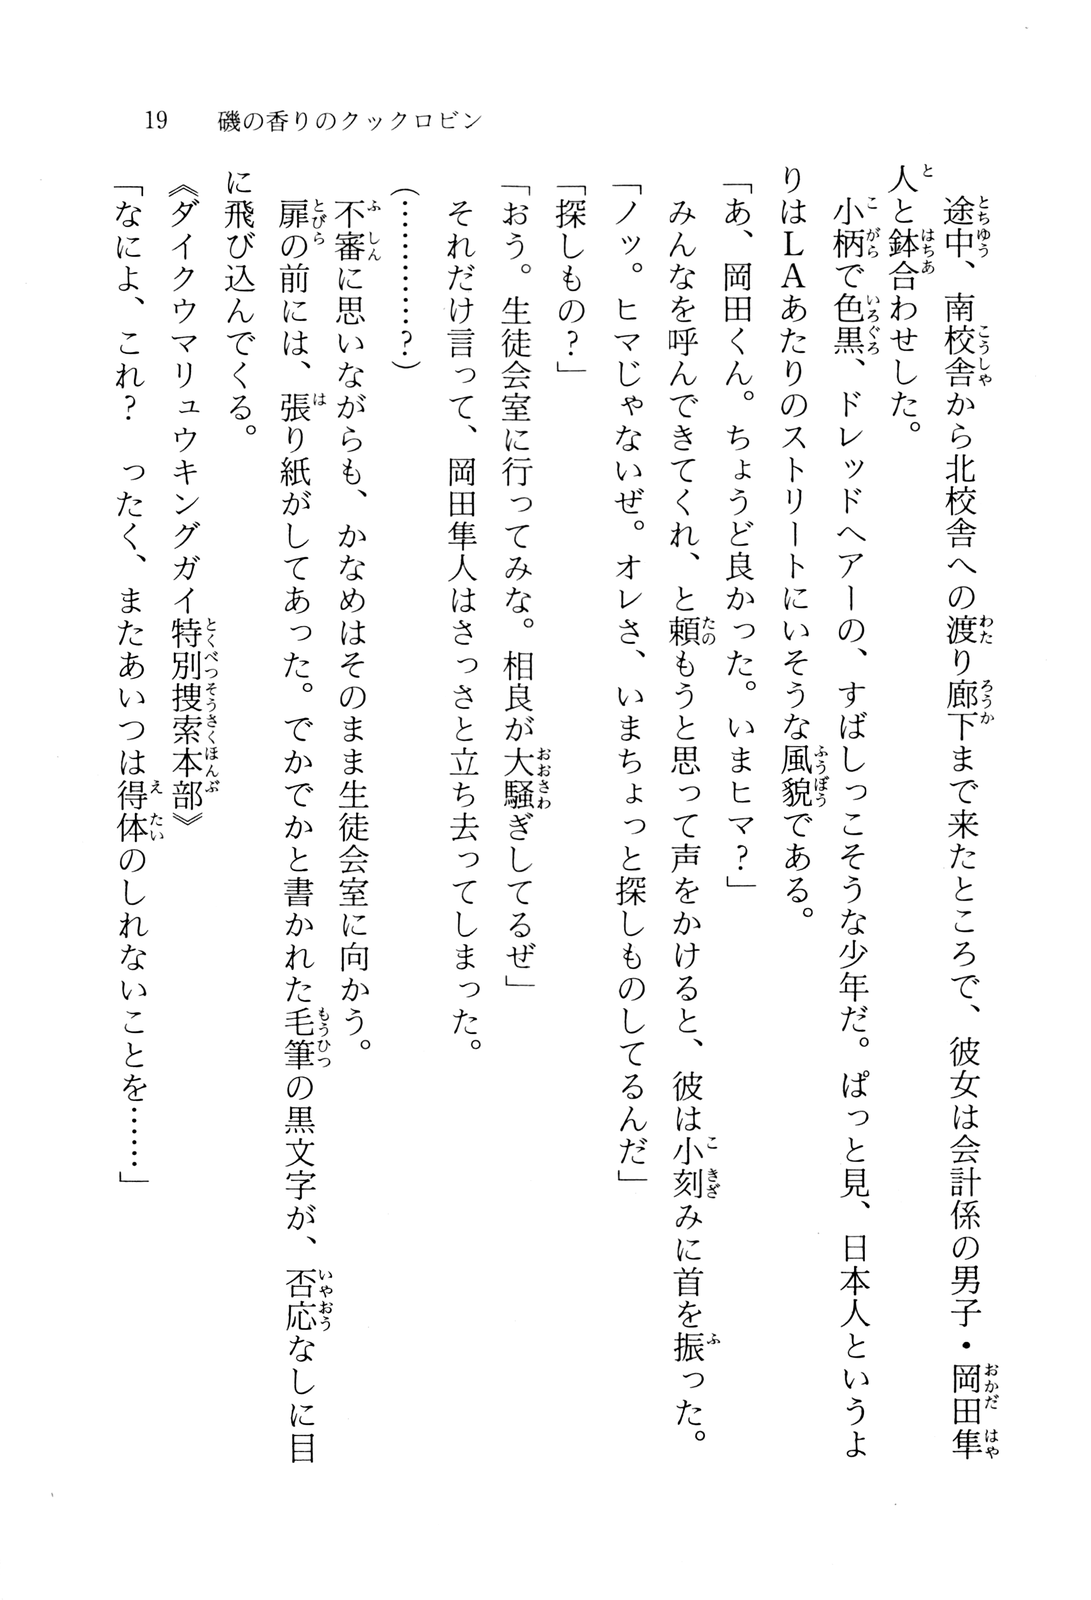 19　磯の香りのクックロビン
　途中、南校舎から北校舎への渡り廊下まで来たところで、彼女は会計係の男子・岡田隼
人と鉢合わせした。
　小柄で色黒、ドレッドヘアーの、すばしっこそうな少年だ。ぱっと見、日本人というよ
りはＬＡあたりのストリートにいそうな風貌である。
「あ、岡田くん。ちょうど良かった。いまヒマ？」
　みんなを呼んできてくれ、と頼もうと思って声をかけると、彼は小刻みに首を振った。
「ノッ。ヒマじゃないぜ。オレさ、いまちょっと探しものしてるんだ」
「探しもの？」
「おう。生徒会室に行ってみな。相良が大騒ぎしてるぜ」
　それだけ言って、岡田隼人はさっさと立ち去ってしまった。
（…………？）
　不審に思いながらも、かなめはそのまま生徒会室に向かう。
　扉の前には、張り紙がしてあった。でかでかと書かれた毛筆の黒文字が、否応なしに目
に飛び込んでくる。
《ダイクウマリュウキングガイ特別捜索本部》
「なによ、これ？　ったく、またあいつは得体のしれないことを……」